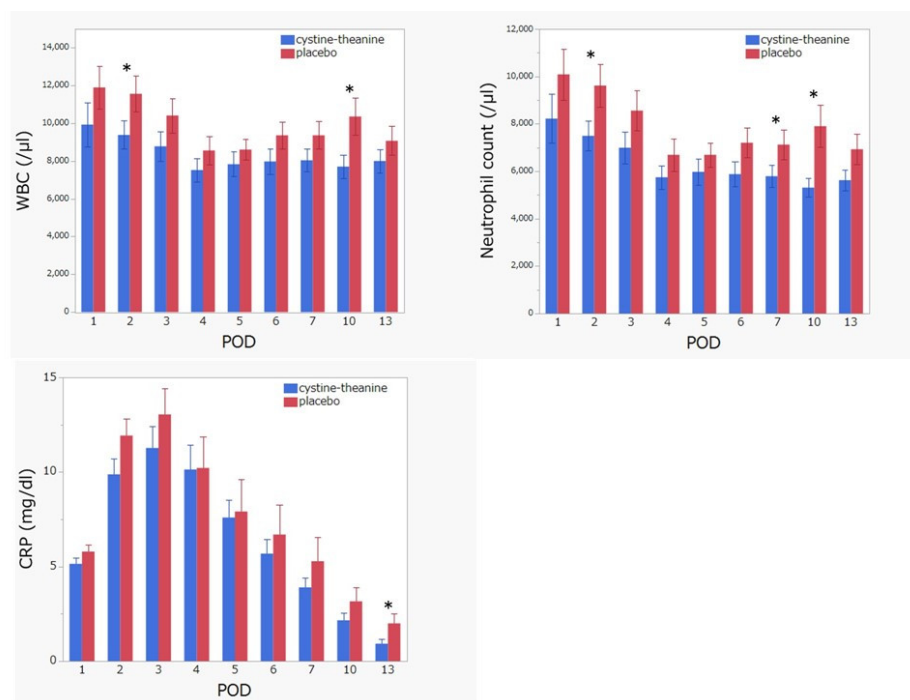 cystine-theanine
placebo
14,000
12,000
10,000
8,000
6,000
4,000
2,000
0
WBC (/µl)
*
*
1 2 3 4 5 6 7 10 13
POD
cystine-theanine
placebo
12,000
10,000
8,000
6,000
4,000
2,000
0
Neutrophil count (/µl)
*
*
*
1 2 3 4 5 6 7 10 13
POD
cystine-theanine
placebo
15
10
5
0
CRP (mg/dl)
*
1 2 3 4 5 6 7 10 13
POD